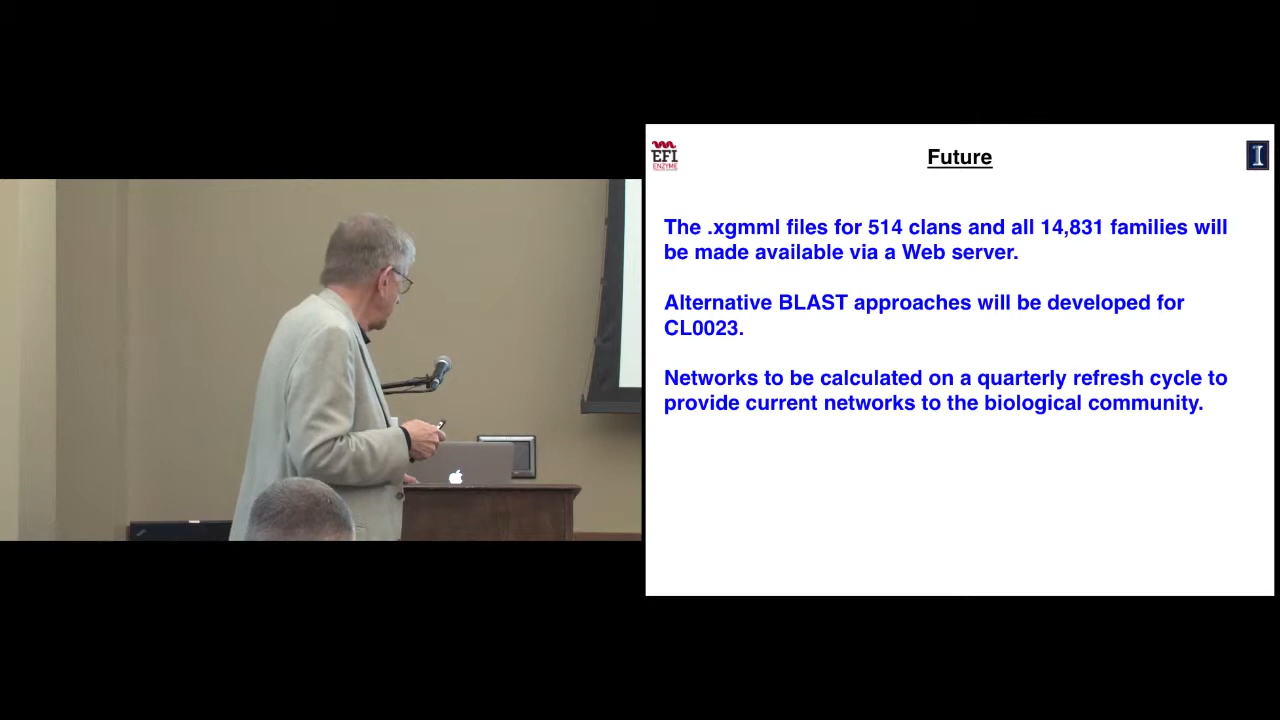 EFI
ENZYME
Future
I
The .xgmml files for 514 clans and all 14,831 families will
be made available via a Web server.
Alternative BLAST approaches will be developed for
CL0023.
Networks to be calculated on a quarterly refresh cycle to
provide current networks to the biological community.